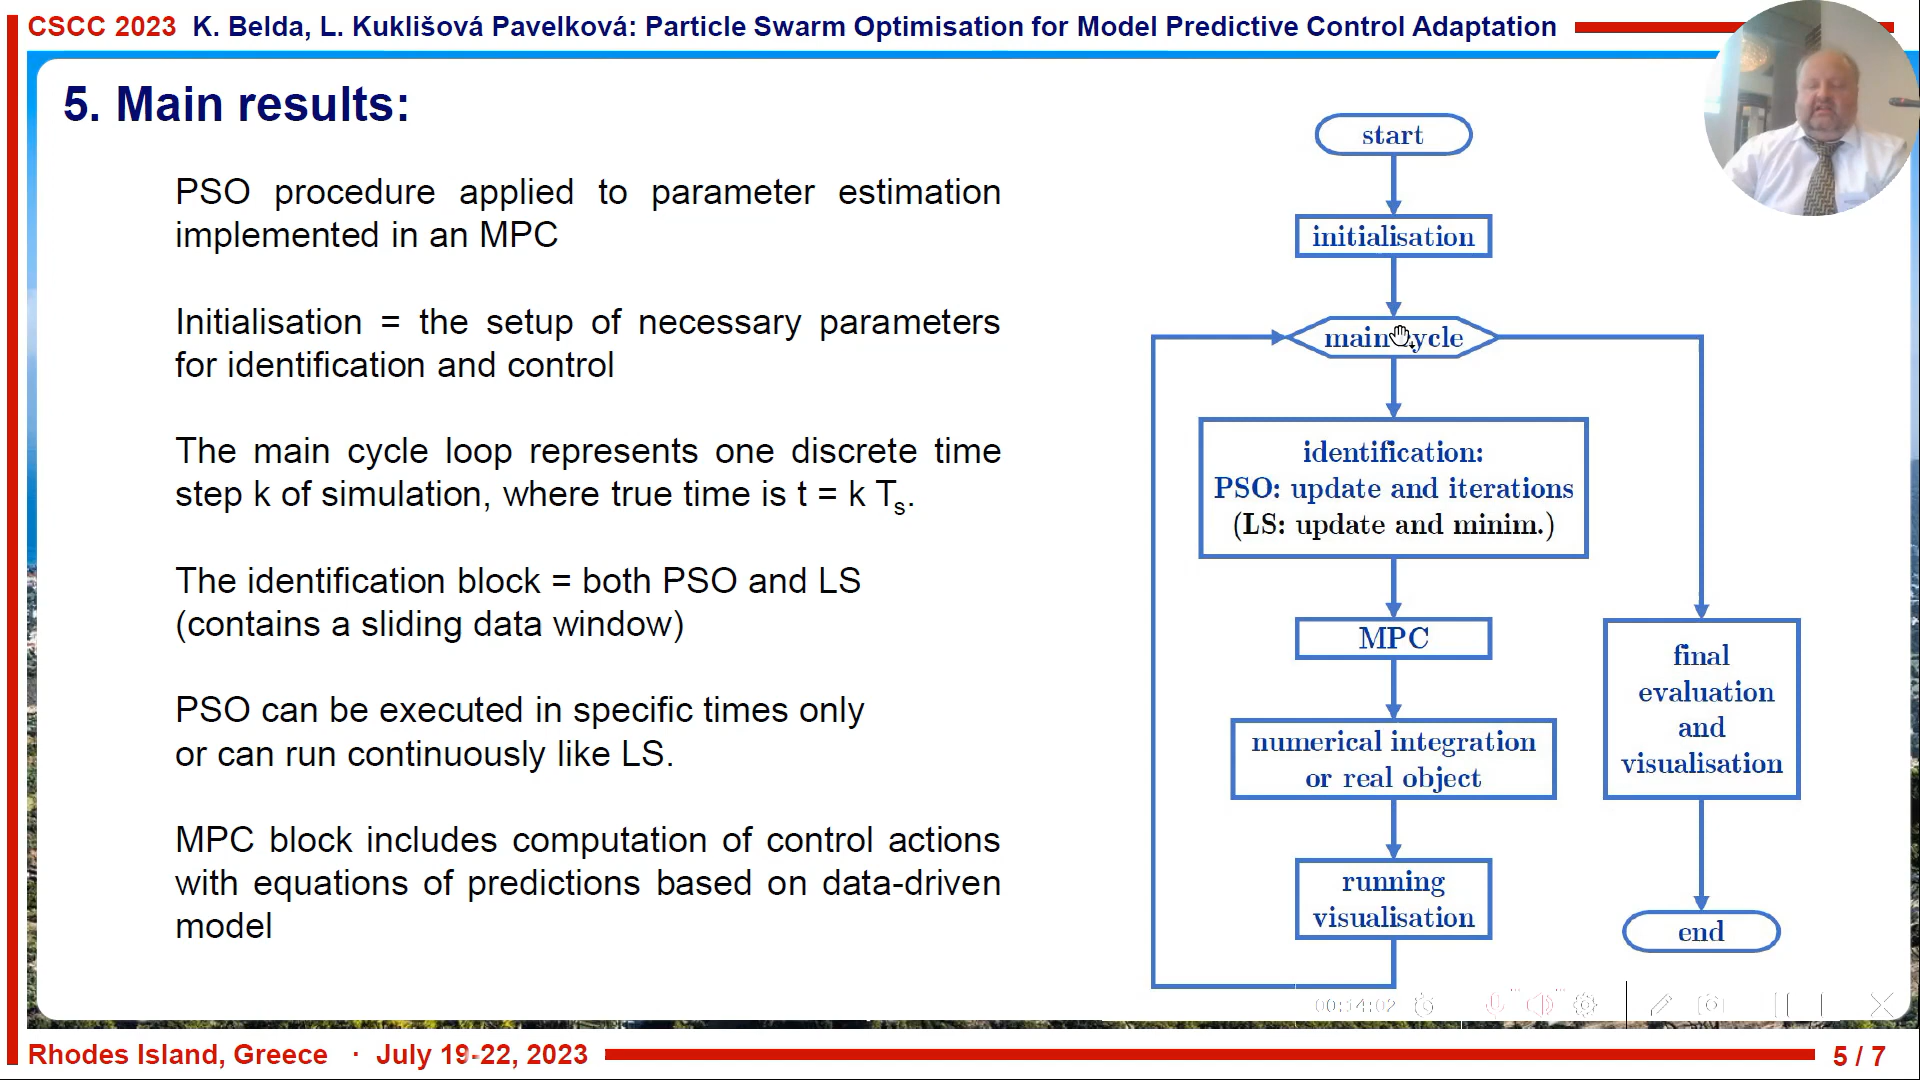 CSCC 2023 K. Belda, L. Kuklišová Pavelková: Particle Swarm Optimisation for Model Predictive Control Adaptation
5. Main results:
PSO procedure applied to parameter estimation
implemented in an MPC
Initialisation = the setup of necessary parameters
for identification and control
The main cycle loop represents one discrete time
step k of simulation, where true time is t = k Ts.
The identification block = both PSO and LS
(contains a sliding data window)
PSO can be executed in specific times only
or can run continuously like LS.
MPC block includes computation of control actions
with equations of predictions based on data-driven
model
start
initialisation
main cycle
identification:
PSO: update and iterations
(LS: update and minim.)
MPC
numerical integration
or real object
running
visualisation
final
evaluation
and
visualisation
end
00:14:02
Rhodes Island, Greece · July 19-22, 2023
5 / 7